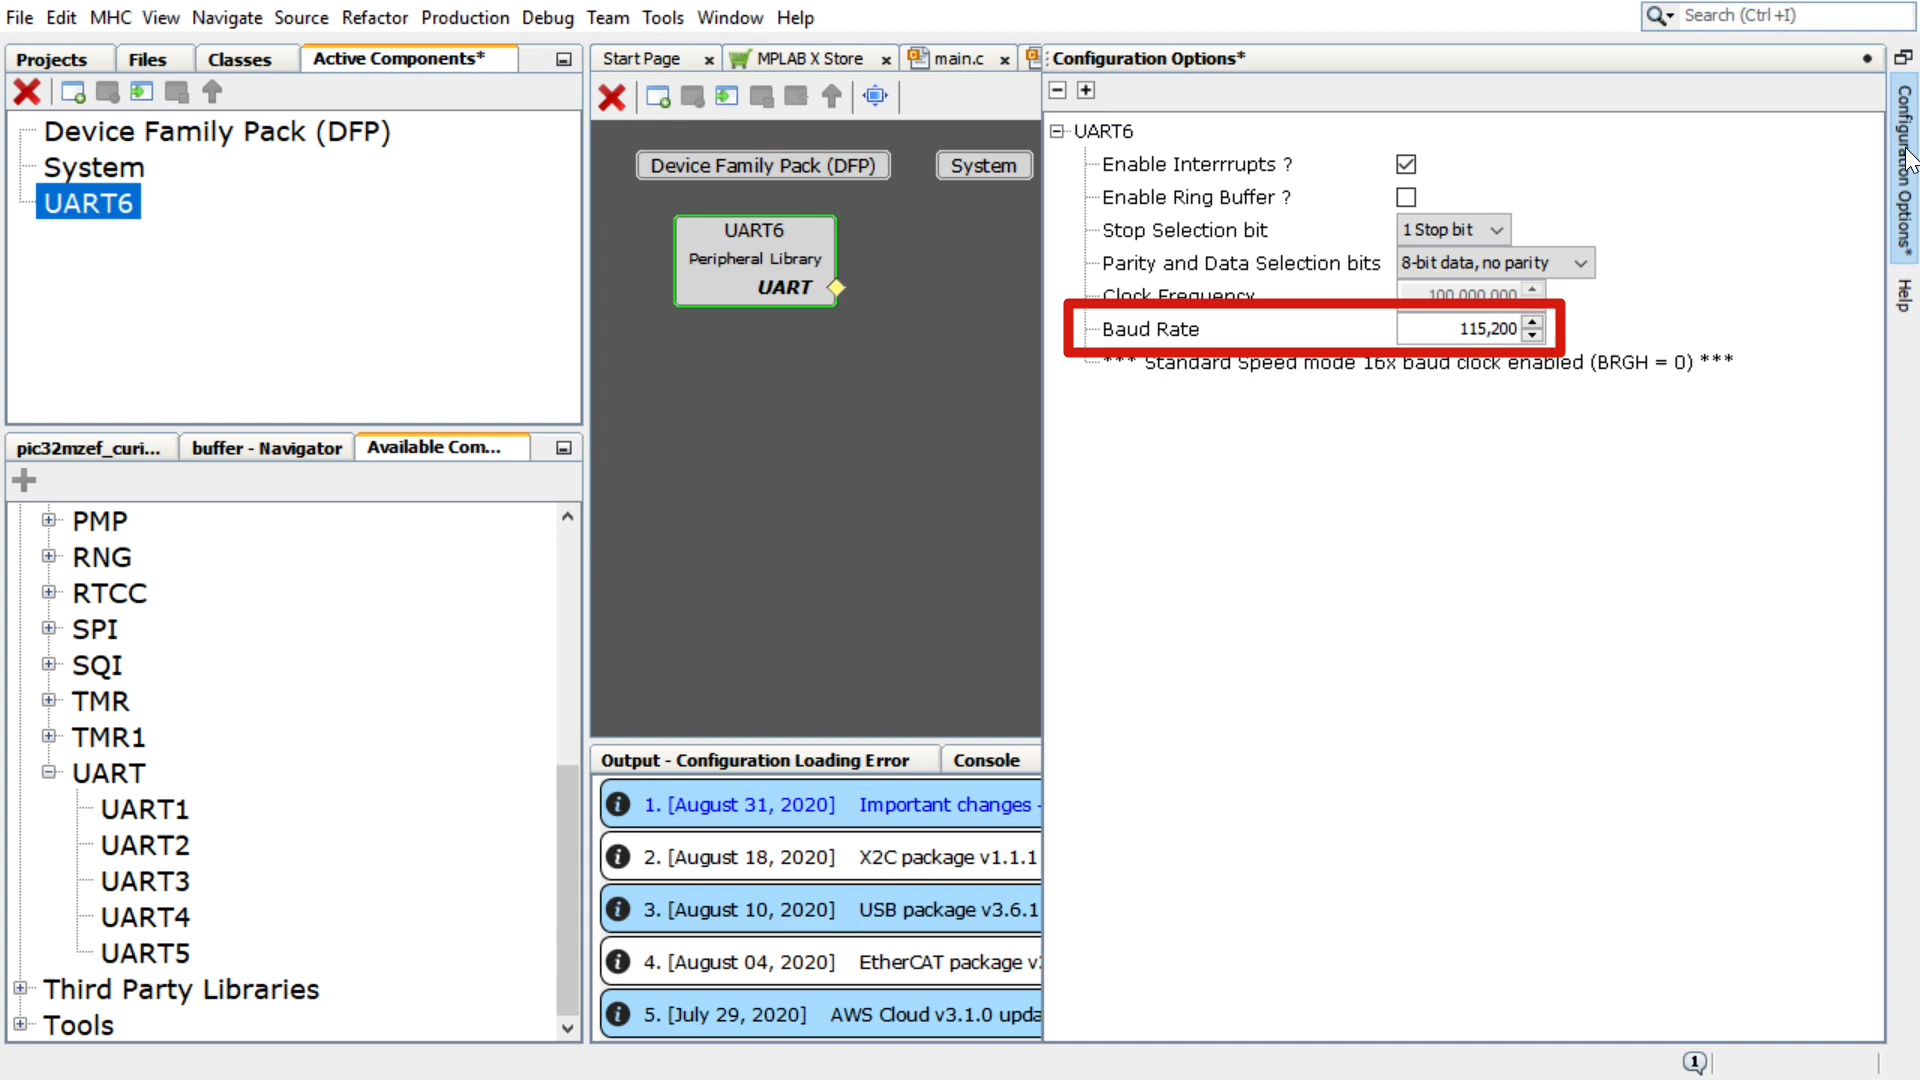 File Edit MHC View Navigate Source Refactor Production Debug Team Tools Window Help
Search (Ctrl+I)
Projects Files Classes Active Components*
Device Family Pack (DFP)
System
UART6
pic32mzef_curi... buffer - Navigator Available Com...
PMP
RNG
RTCC
SPI
SQI
TMR
TMR1
UART
UART1
UART2
UART3
UART4
UART5
Third Party Libraries
Tools
Start Page MPLAB X Store main.c
Device Family Pack (DFP) System
UART6
Peripheral Library
UART
Output - Configuration Loading Error Console
1. [August 31, 2020] Important changes -
2. [August 18, 2020] X2C package v1.1.1
3. [August 10, 2020] USB package v3.6.1
4. [August 04, 2020] EtherCAT package v
5. [July 29, 2020] AWS Cloud v3.1.0 upda
Configuration Options*
UART6
Enable Interrrupts ?
Enable Ring Buffer ?
Stop Selection bit 1 Stop bit
Parity and Data Selection bits 8-bit data, no parity
Clock Frequency 100,000,000
Baud Rate 115,200
*** Standard Speed mode 16x baud clock enabled (BRGH = 0) ***
Configuration Options*
Help
1